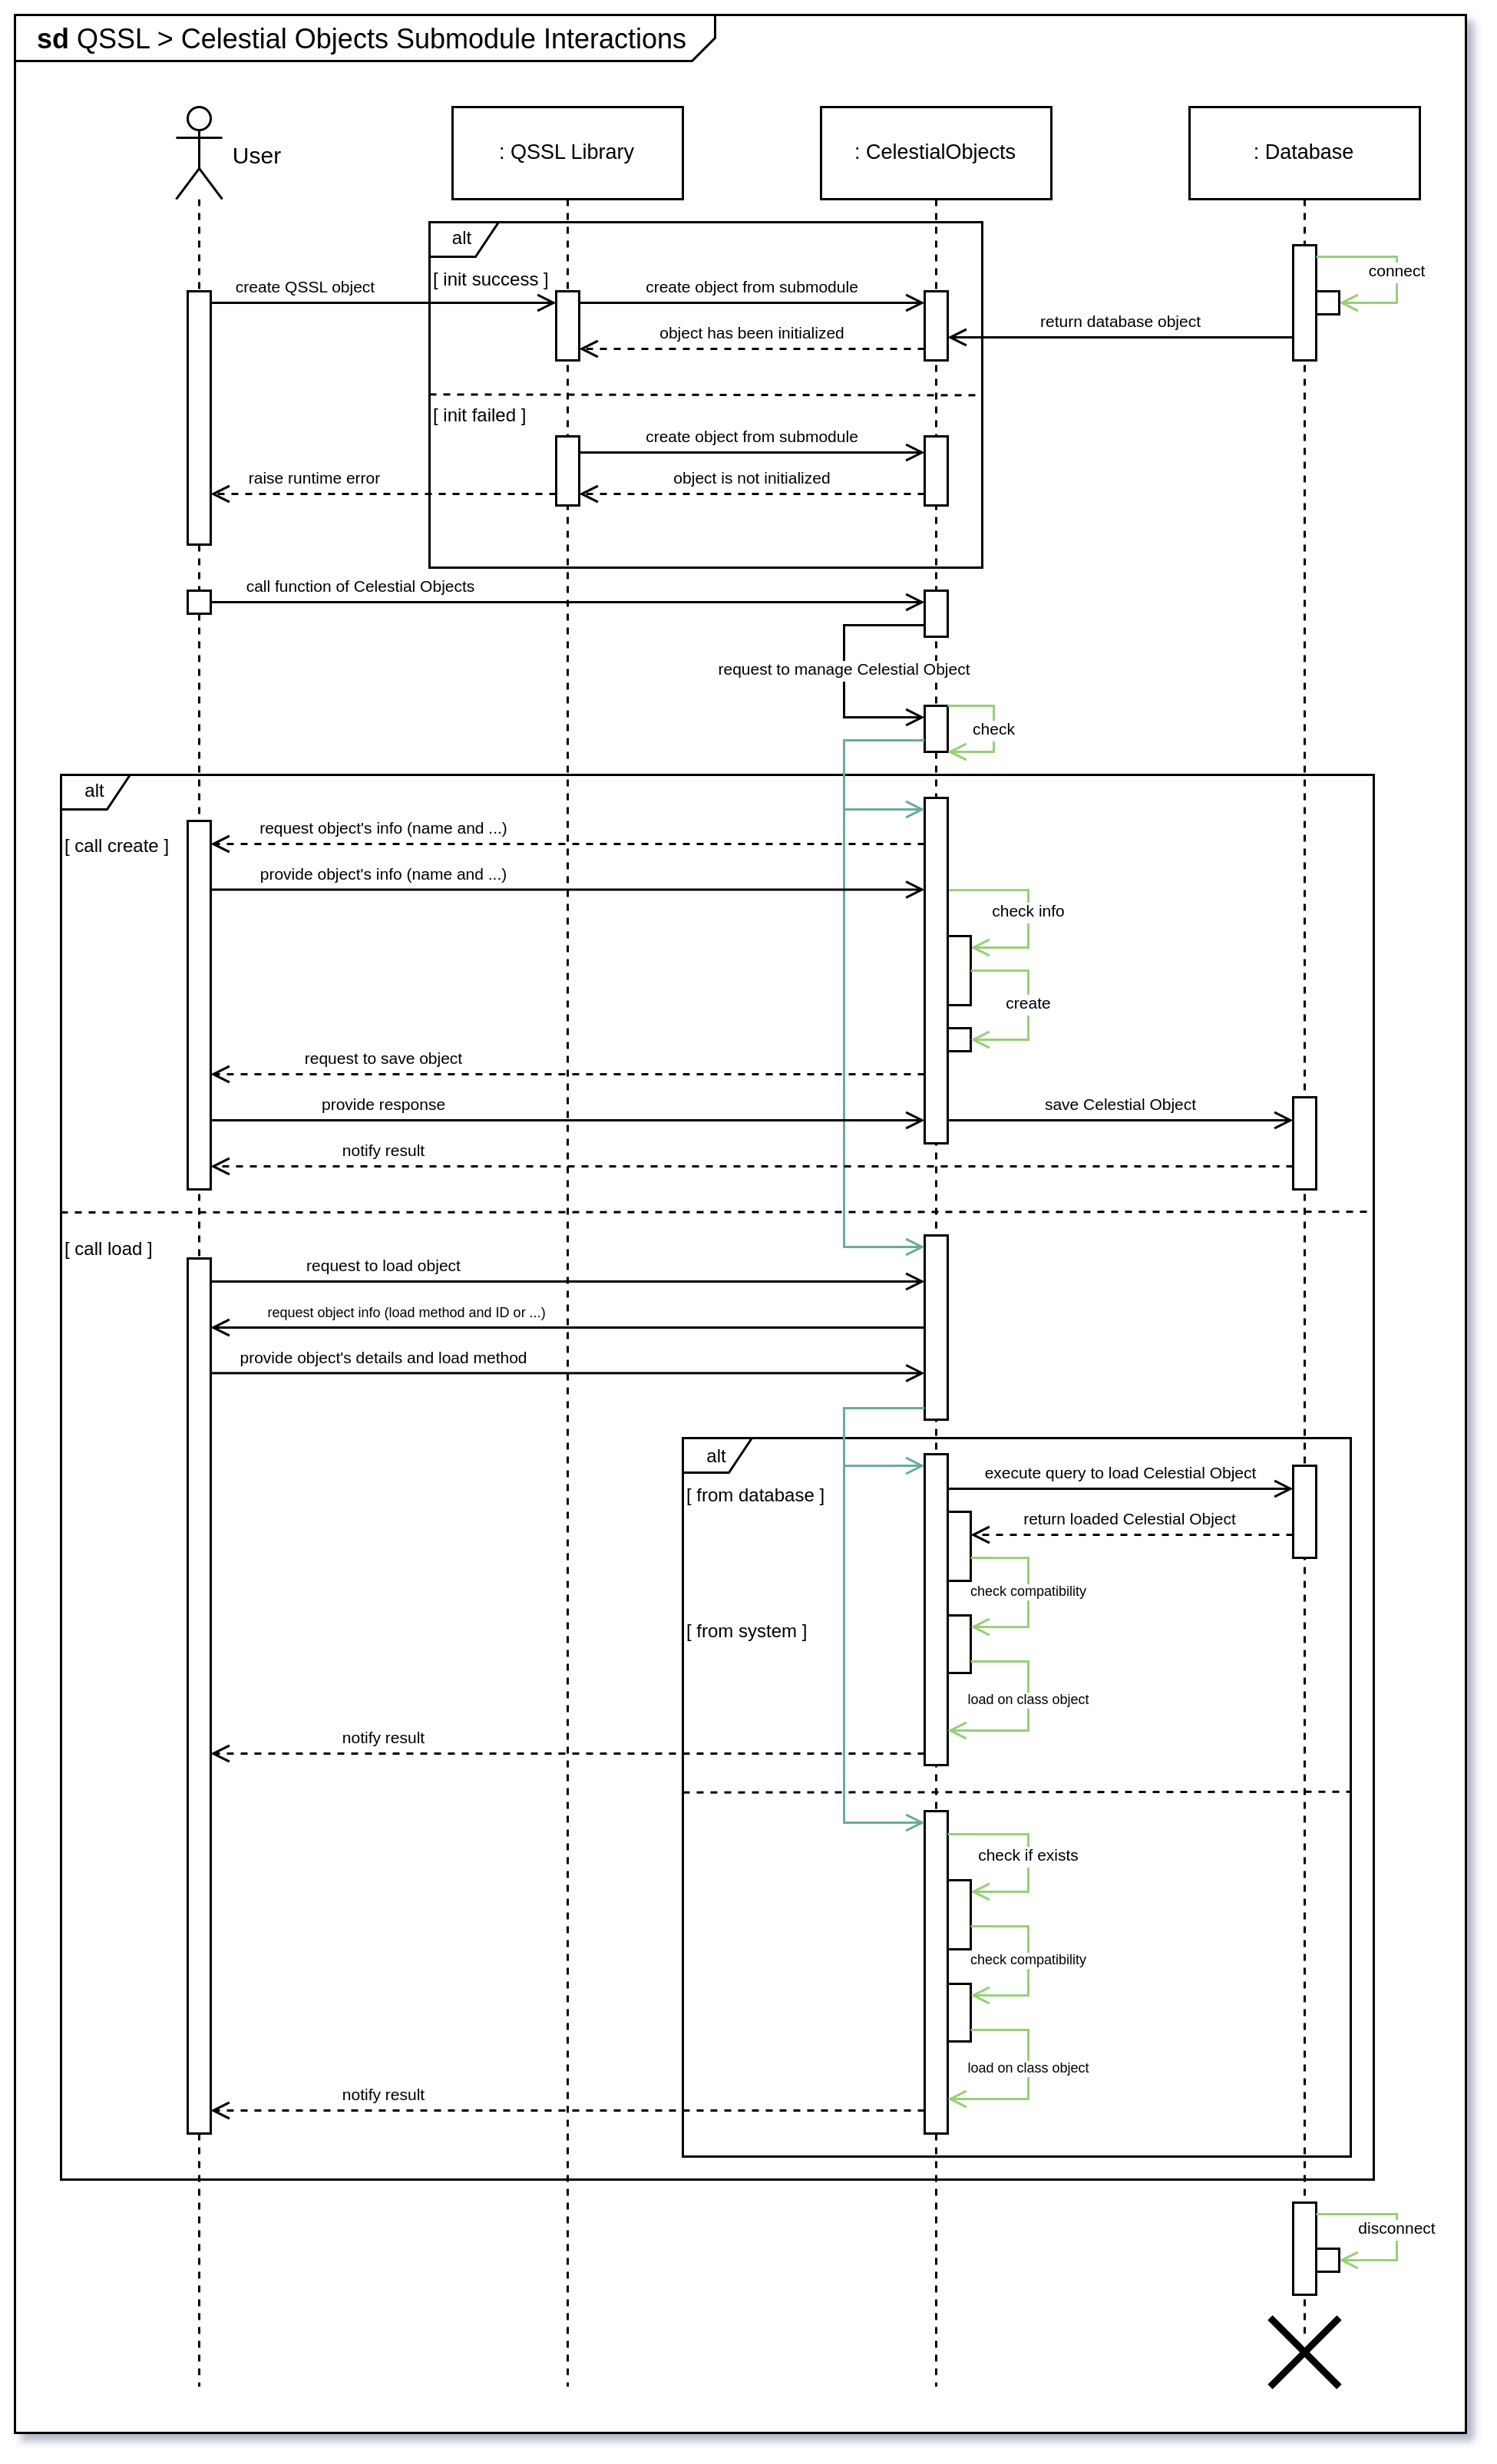 sd QSSL > Celestial Objects Submodule Interactions
User
: QSSL Library
: CelestialObjects
: Database
alt
[ init success ]
connect
create QSSL object
create object from submodule
return database object
object has been initialized
[ init failed ]
create object from submodule
raise runtime error
object is not initialized
call function of Celestial Objects
request to manage Celestial Object
check
alt
[ call create ]
request object's info (name and ...)
provide object's info (name and ...)
check info
create
request to save object
provide response
save Celestial Object
notify result
[ call load ]
request to load object
request object info (load method and ID or ...)
provide object's details and load method
alt
[ from database ]
execute query to load Celestial Object
return loaded Celestial Object
check compatibility
[ from system ]
load on class object
notify result
check if exists
check compatibility
load on class object
notify result
disconnect